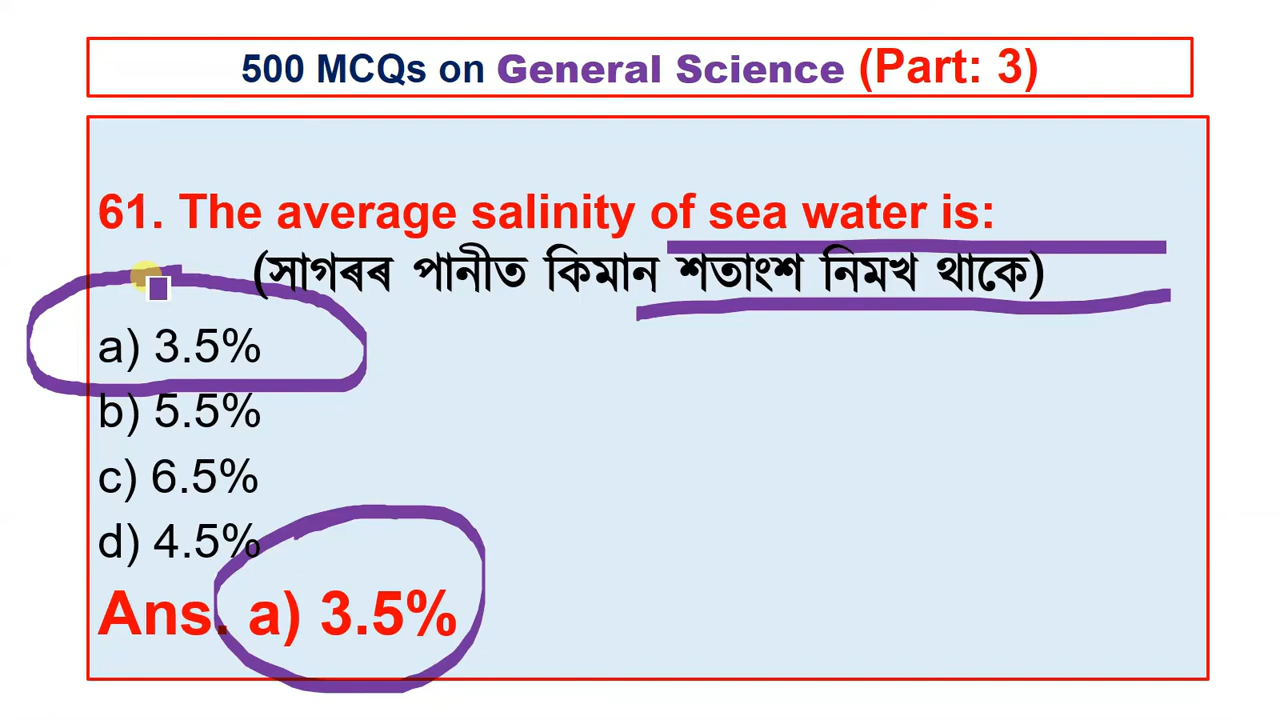 500 MCQs on General Science (Part: 3)
61. The average salinity of sea water is:
(সাগৰৰ পানীত কিমান শতাংশ নিমখ থাকে)
a) 3.5%
b) 5.5%
c) 6.5%
d) 4.5%
Ans. a) 3.5%